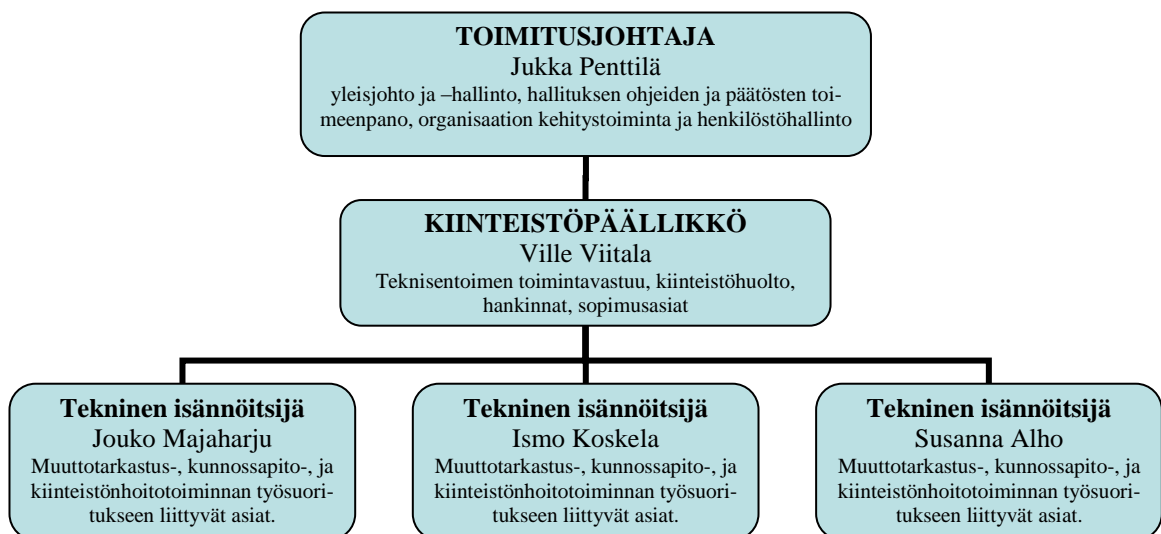 TOIMITUSJOHTAJA
Jukka Penttilä
yleisjohto ja –hallinto, hallituksen ohjeiden ja päätösten toi-
meenpano, organisaation kehitystoiminta ja henkilöstöhallinto
KIINTEISTÖPÄÄLLIKKÖ
Ville Viitala
Teknisentoimen toimintavastuu, kiinteistöhuolto,
hankinnat, sopimusasiat
Tekninen isännöitsijä
Jouko Majaharju
Muuttotarkastus-, kunnossapito-, ja
kiinteistönhoitotoiminnan työsuori-
tukseen liittyvät asiat.
Tekninen isännöitsijä
Ismo Koskela
Muuttotarkastus-, kunnossapito-, ja
kiinteistönhoitotoiminnan työsuori-
tukseen liittyvät asiat.
Tekninen isännöitsijä
Susanna Alho
Muuttotarkastus-, kunnossapito-, ja
kiinteistönhoitotoiminnan työsuori-
tukseen liittyvät asiat.